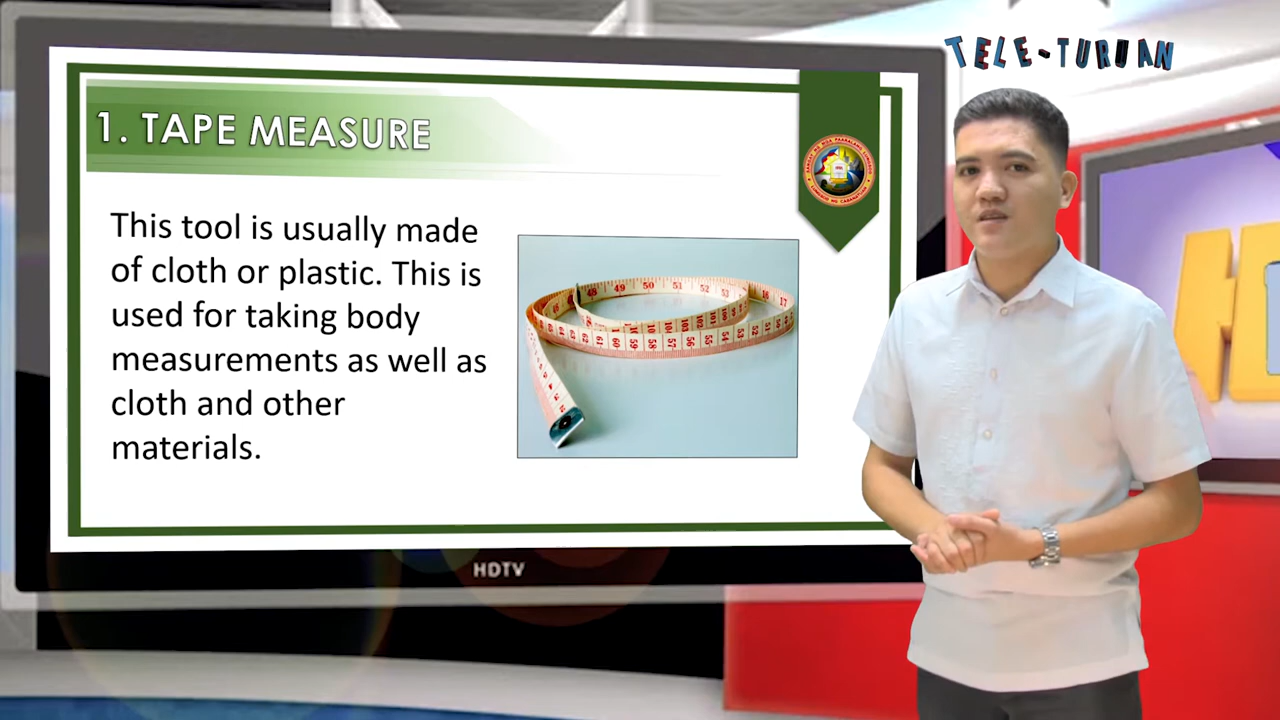 TELE-TURUAN
1. TAPE MEASURE
This tool is usually made
of cloth or plastic. This is
used for taking body
measurements as well as
cloth and other
materials.
HDTV